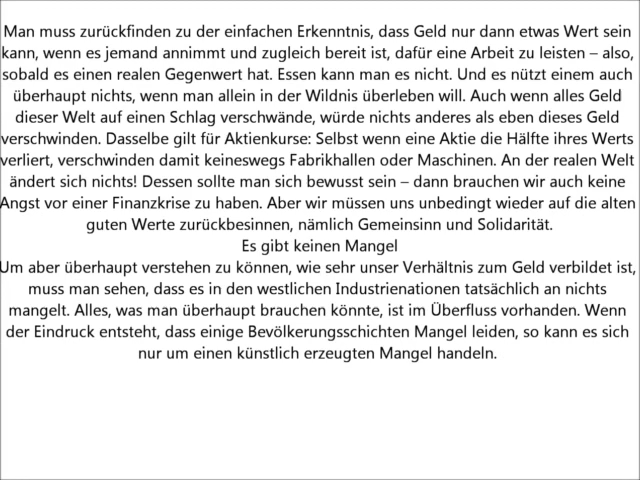 Man muss zurückfinden zu der einfachen Erkenntnis, dass Geld nur dann etwas Wert sein
kann, wenn es jemand annimmt und zugleich bereit ist, dafür eine Arbeit zu leisten – also,
sobald es einen realen Gegenwert hat. Essen kann man es nicht. Und es nützt einem auch
überhaupt nichts, wenn man allein in der Wildnis überleben will. Auch wenn alles Geld
dieser Welt auf einen Schlag verschwände, würde nichts anderes als eben dieses Geld
verschwinden. Dasselbe gilt für Aktienkurse: Selbst wenn eine Aktie die Hälfte ihres Werts
verliert, verschwinden damit keineswegs Fabrikhallen oder Maschinen. An der realen Welt
ändert sich nichts! Dessen sollte man sich bewusst sein – dann brauchen wir auch keine
Angst vor einer Finanzkrise zu haben. Aber wir müssen uns unbedingt wieder auf die alten
guten Werte zurückbesinnen, nämlich Gemeinsinn und Solidarität.
Es gibt keinen Mangel
Um aber überhaupt verstehen zu können, wie sehr unser Verhältnis zum Geld verbildet ist,
muss man sehen, dass es in den westlichen Industrienationen tatsächlich an nichts
mangelt. Alles, was man überhaupt brauchen könnte, ist im Überfluss vorhanden. Wenn
der Eindruck entsteht, dass einige Bevölkerungsschichten Mangel leiden, so kann es sich
nur um einen künstlich erzeugten Mangel handeln.